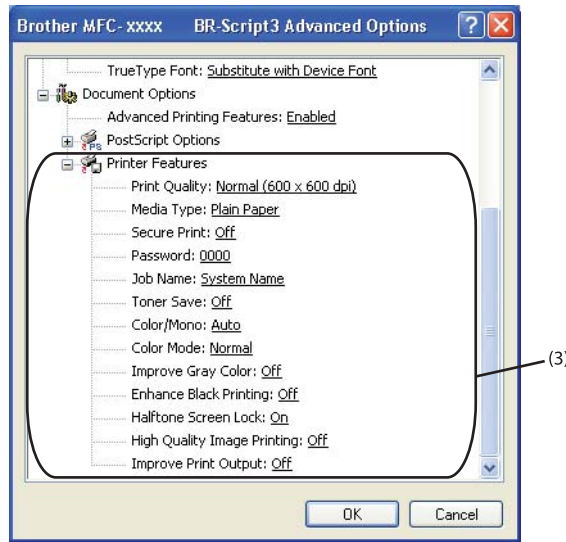 Brother MFC- xxxx BR-Script3 Advanced Options
TrueType Font: Substitute with Device Font
Document Options
Advanced Printing Features: Enabled
PostScript Options
Printer Features
Print Quality: Normal (600 x 600 dpi)
Media Type: Plain Paper
Secure Print: Off
Password: 0000
Job Name: System Name
Toner Save: Off
Color/Mono: Auto
Color Mode: Normal
Improve Gray Color: Off
Enhance Black Printing: Off
Halftone Screen Lock: On
High Quality Image Printing: Off
Improve Print Output: Off
(3)
OK Cancel